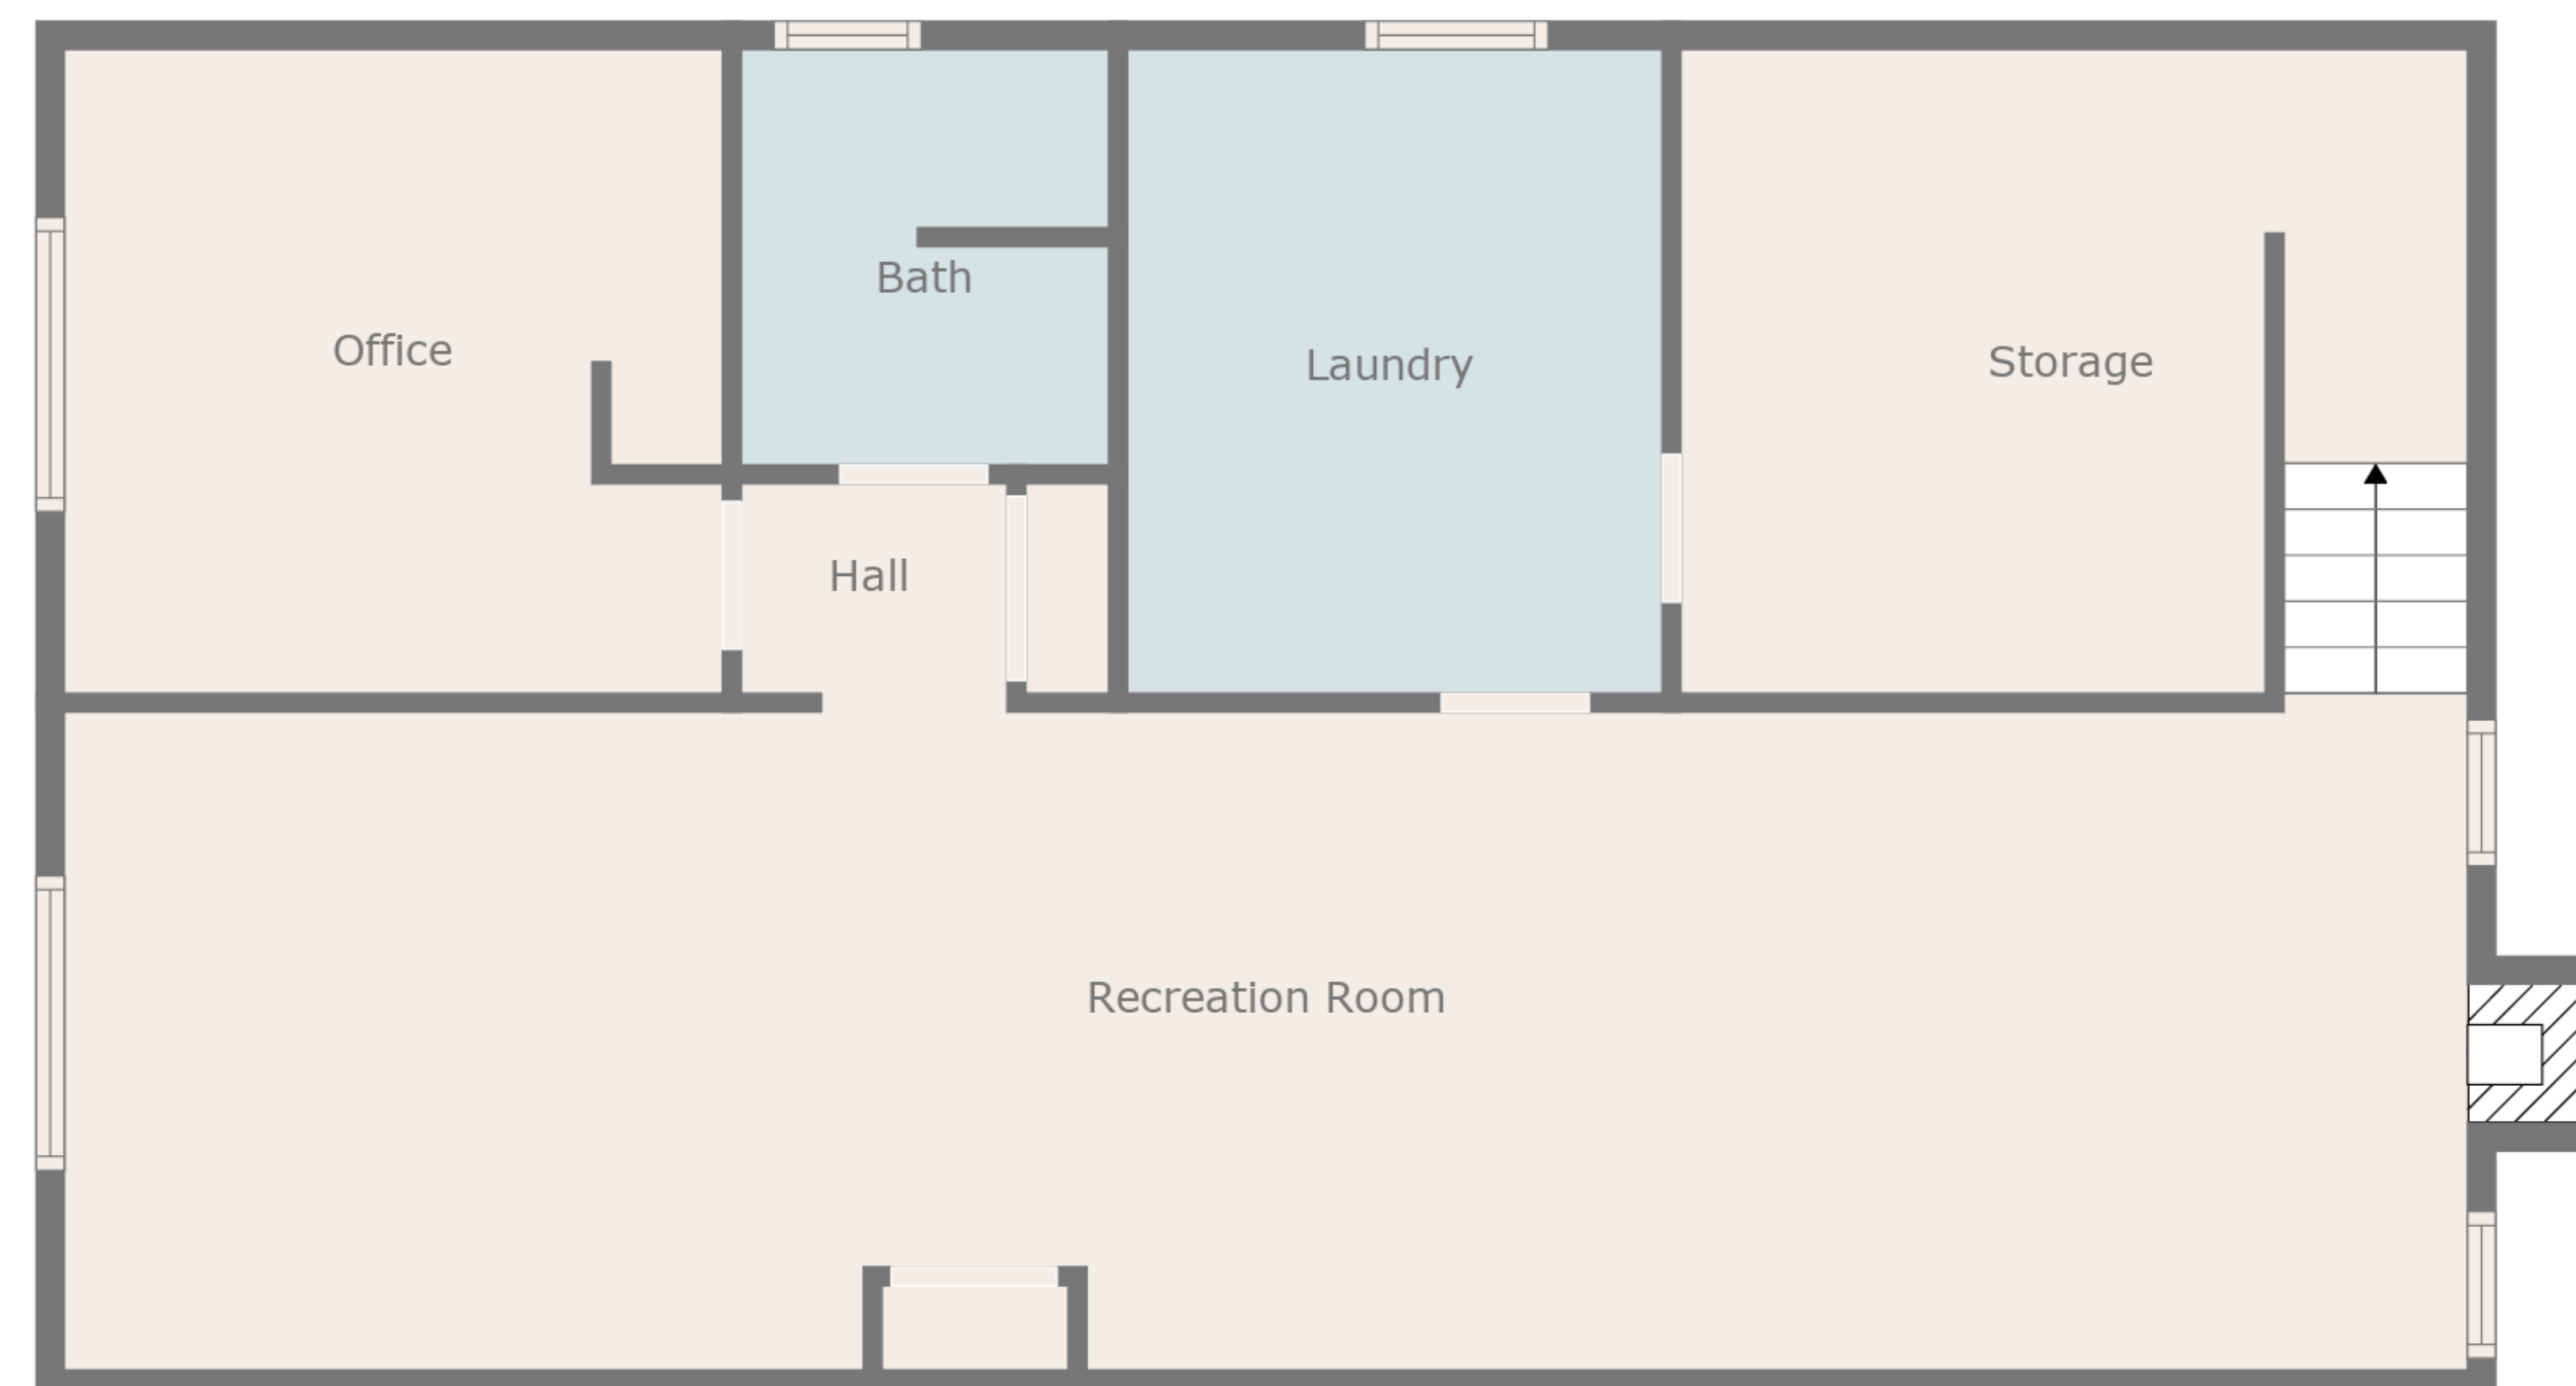 Office
Bath
Laundry
Storage
Hall
Recreation Room